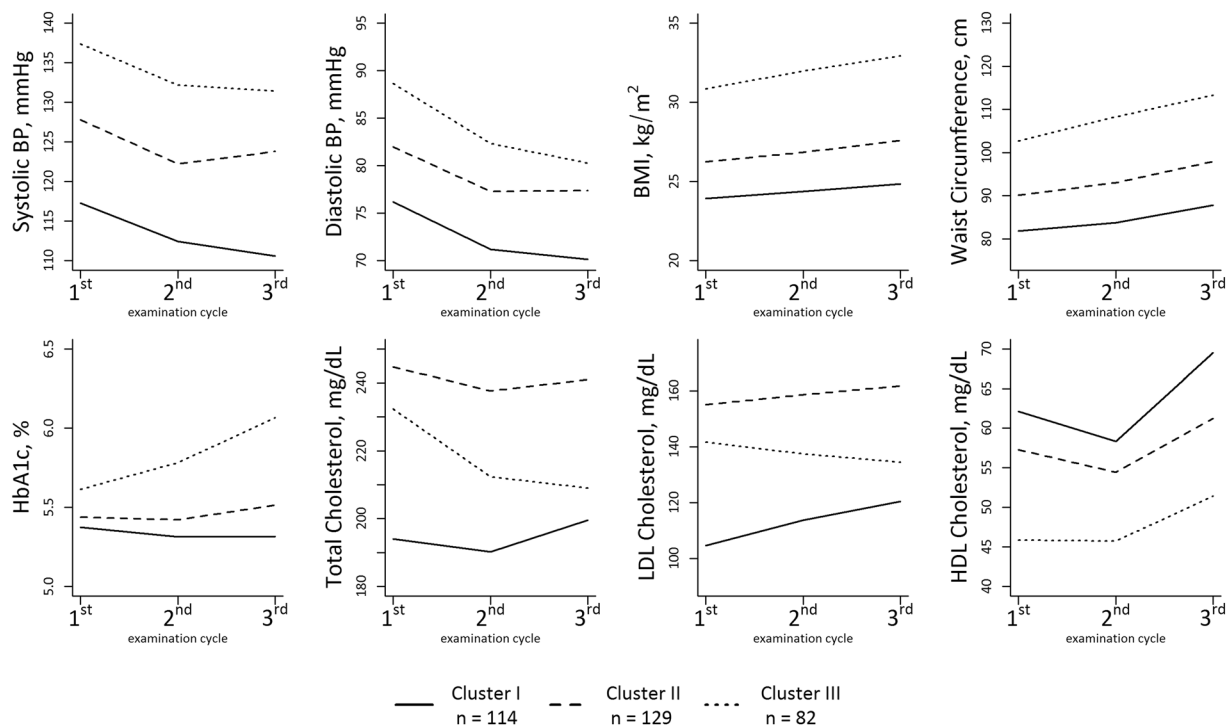 Systolic BP, mmHg
140
135
130
125
120
115
110
1st 2nd 3rd
examination cycle
Diastolic BP, mmHg
95
90
85
80
75
70
1st 2nd 3rd
examination cycle
BMI, kg/m2
35
30
25
20
1st 2nd 3rd
examination cycle
Waist Circumference, cm
130
120
110
100
90
80
1st 2nd 3rd
examination cycle
HbA1c, %
6.5
6.0
5.5
5.0
1st 2nd 3rd
examination cycle
Total Cholesterol, mg/dL
240
220
200
180
1st 2nd 3rd
examination cycle
LDL Cholesterol, mg/dL
160
140
120
100
1st 2nd 3rd
examination cycle
HDL Cholesterol, mg/dL
70
65
60
55
50
45
40
1st 2nd 3rd
examination cycle
Cluster I Cluster II Cluster III
n = 114 n = 129 n = 82